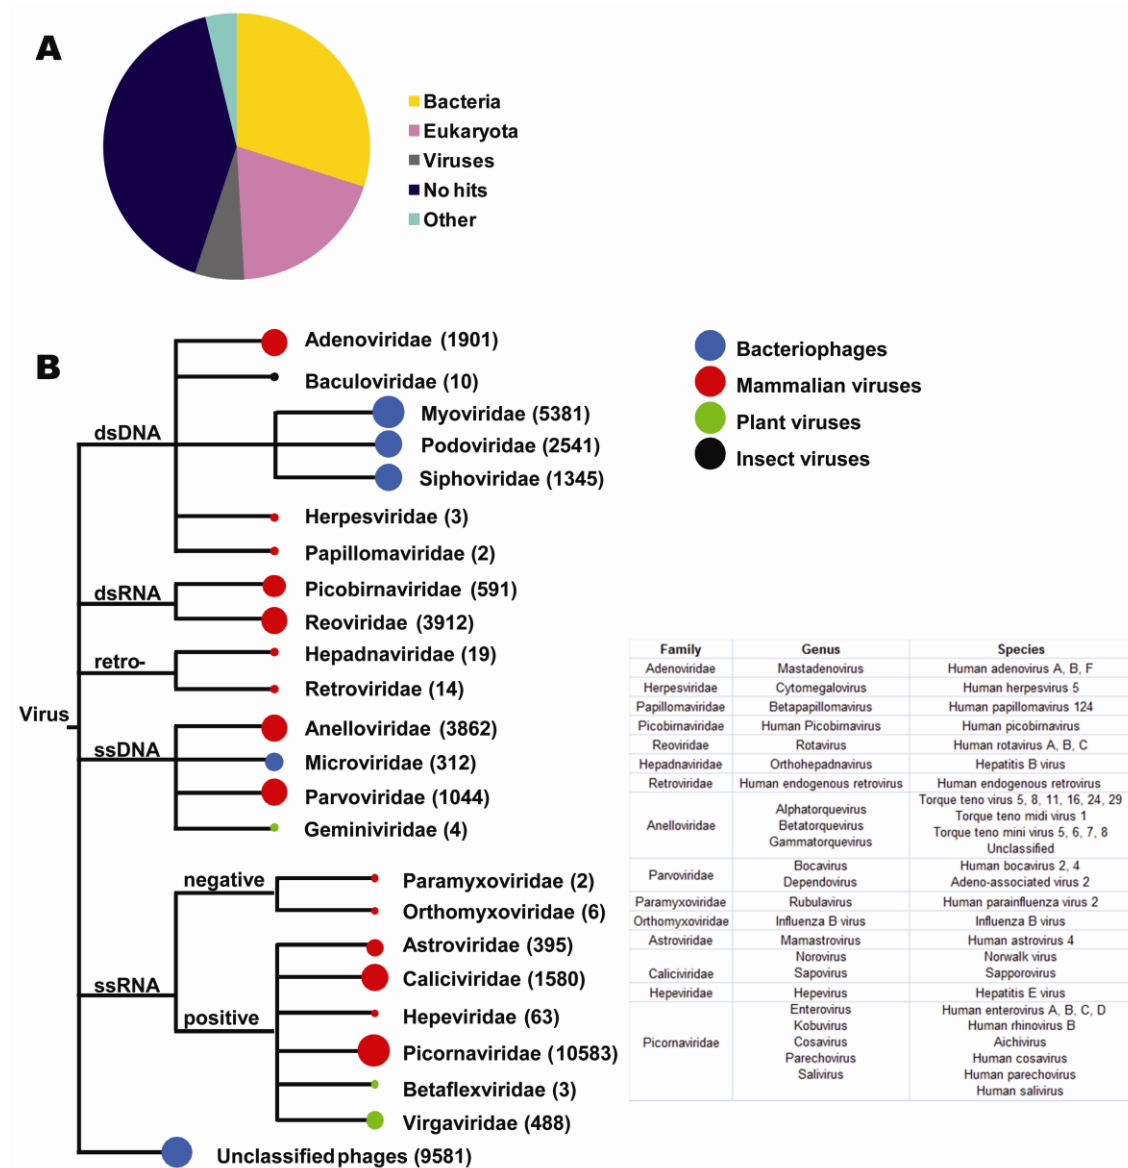 A
Bacteria
Eukaryota
Viruses
No hits
Other
B
Adenoviridae (1901)
Baculoviridae (10)
Myoviridae (5381)
dsDNA
Podoviridae (2541)
Siphoviridae (1345)
Herpesviridae (3)
Papillomaviridae (2)
Bacteriophages
Mammalian viruses
Plant viruses
Insect viruses
dsRNA
Picobirnaviridae (591)
Reoviridae (3912)
retro-
Hepadnaviridae (19)
Retroviridae (14)
Virus
ssDNA
Anelloviridae (3862)
Microviridae (312)
Parvoviridae (1044)
Geminiviridae (4)
ssRNA
negative
Paramyxoviridae (2)
Orthomyxoviridae (6)
positive
Astroviridae (395)
Caliciviridae (1580)
Hepeviridae (63)
Picornaviridae (10583)
Betaflexviridae (3)
Virgaviridae (488)
Unclassified phages (9581)
Family Genus Species
Adenoviridae Mastadenovirus Human adenovirus A, B, F
Herpesviridae Cytomegalovirus Human herpesvirus 5
Papillomaviridae Betapapillomavirus Human papillomavirus 124
Picobirnaviridae Human Picobirnavirus Human picobirnavirus
Reoviridae Rotavirus Human rotavirus A, B, C
Hepadnaviridae Orthohepadnavirus Hepatitis B virus
Retroviridae Human endogenous retrovirus Human endogenous retrovirus
Anelloviridae
Alphatorquevirus
Betatorquevirus
Gammatorquevirus
Torque teno virus 5, 8, 11, 16, 24, 29
Torque teno midi virus 1
Torque teno mini virus 5, 6, 7, 8
Unclassified
Parvoviridae
Bocavirus
Dependovirus
Human bocavirus 2, 4
Adeno-associated virus 2
Paramyxoviridae Rubulavirus Human parainfluenza virus 2
Orthomyxoviridae Influenza B virus Influenza B virus
Astroviridae Mamastrovirus Human astrovirus 4
Caliciviridae
Norovirus
Sapovirus
Norwalk virus
Sapporovirus
Hepeviridae Hepevirus Hepatitis E virus
Picornaviridae
Enterovirus
Kobuvirus
Cosavirus
Parechovirus
Salivirus
Human enterovirus A, B, C, D
Human rhinovirus B
Aichivirus
Human cosavirus
Human parechovirus
Human salivirus